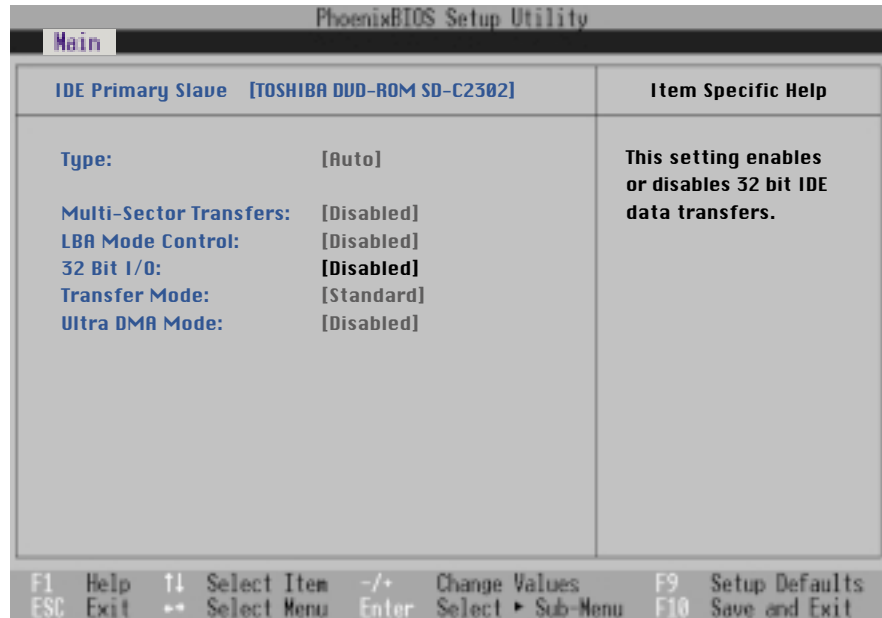 PhoenixBIOS Setup Utility
Main
IDE Primary Slave [TOSHIBA DVD-ROM SD-C2302]
Item Specific Help
Type: [Auto]
Multi-Sector Transfers: [Disabled]
LBA Mode Control: [Disabled]
32 Bit I/O: [Disabled]
Transfer Mode: [Standard]
Ultra DMA Mode: [Disabled]
This setting enables
or disables 32 bit IDE
data transfers.
F1 Help ↑↓ Select Item -/+ Change Values F9 Setup Defaults
ESC Exit ←→ Select Menu Enter Select ▸ Sub-Menu F10 Save and Exit